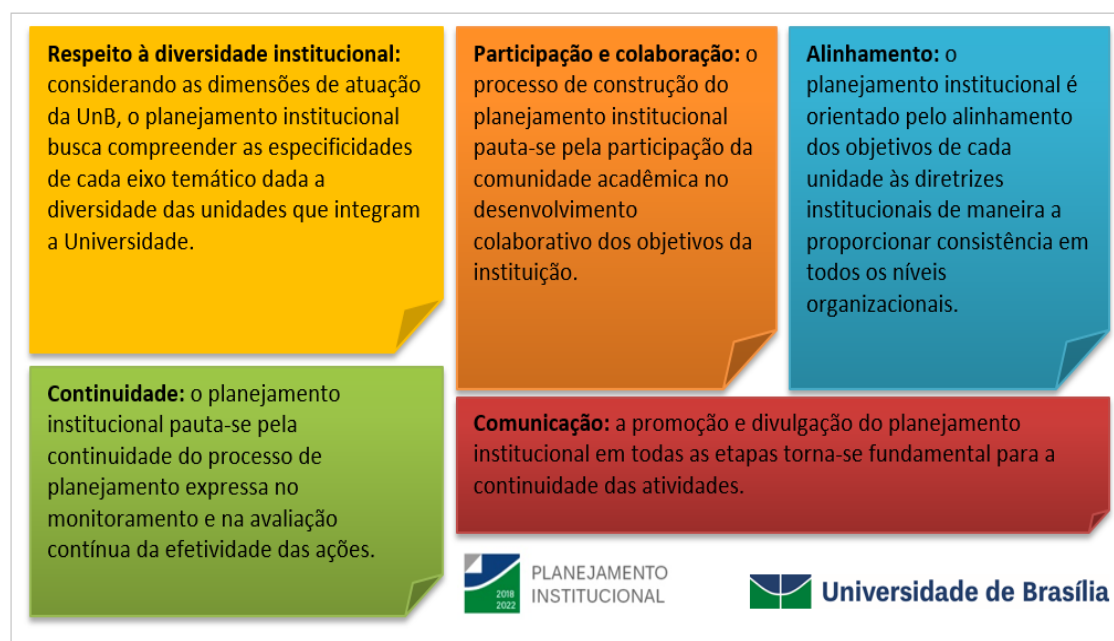 Respeito à diversidade institucional:
considerando as dimensões de atuação
da UnB, o planejamento institucional
busca compreender as especificidades
de cada eixo temático dada a
diversidade das unidades que integram
a Universidade.
Participação e colaboração: o
processo de construção do
planejamento institucional
pauta-se pela participação da
comunidade acadêmica no
desenvolvimento
colaborativo dos objetivos da
instituição.
Alinhamento: o
planejamento institucional é
orientado pelo alinhamento
dos objetivos de cada
unidade às diretrizes
institucionais de maneira a
proporcionar consistência em
todos os níveis
organizacionais.
Continuidade: o planejamento
institucional pauta-se pela
continuidade do processo de
planejamento expressa no
monitoramento e na avaliação
contínua da efetividade das ações.
Comunicação: a promoção e divulgação do planejamento
institucional em todas as etapas torna-se fundamental para a
continuidade das atividades.
2018
2022
PLANEJAMENTO
INSTITUCIONAL
Universidade de Brasília